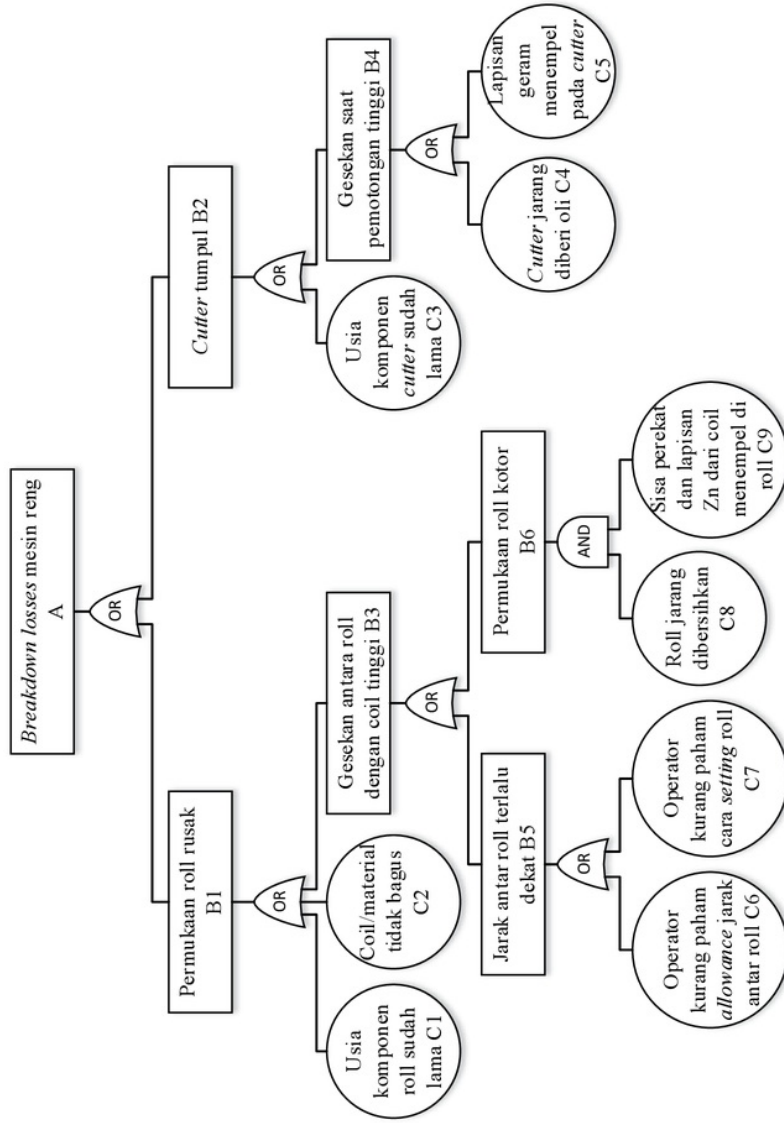 Breakdown losses mesin reng
A
OR
Permukaan roll rusak
B1
OR
Cutter tumpul B2
OR
Usia
komponen
roll sudah
lama C1
Coil/material
tidak bagus
C2
Gesekan antara roll
dengan coil tinggi B3
OR
Usia
komponen
cutter sudah
lama C3
Gesekan saat
pemotongan tinggi B4
OR
Jarak antar roll terlalu
dekat B5
OR
Permukaan roll kotor
B6
AND
Cutter jarang
diberi oli C4
Lapisan
geram
menempel
pada cutter
C5
Operator
kurang paham
allowance jarak
antar roll C6
Operator
kurang paham
cara setting roll
C7
Roll jarang
dibersihkan
C8
Sisa perekat
dan lapisan
Zn dari coil
menempel di
roll C9